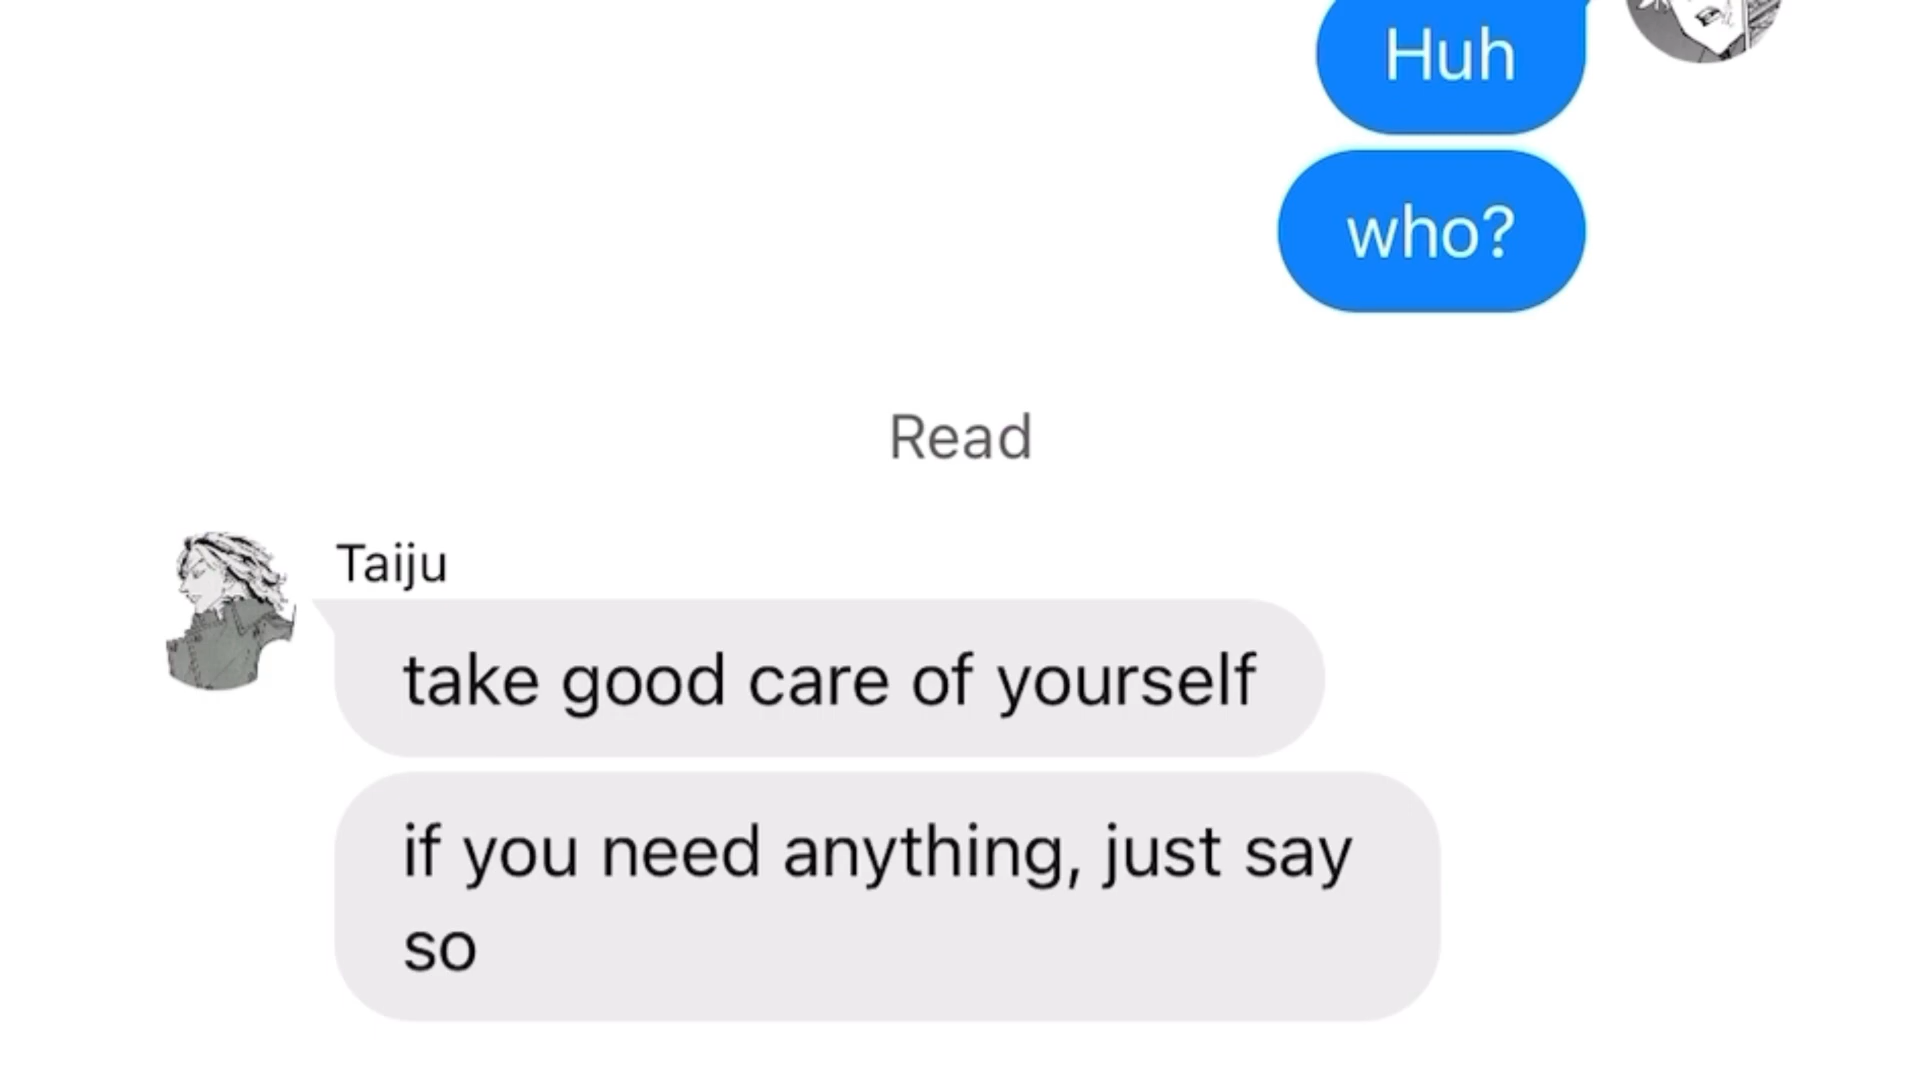 Huh
who?
Read
Taiju
take good care of yourself
if you need anything, just say
so